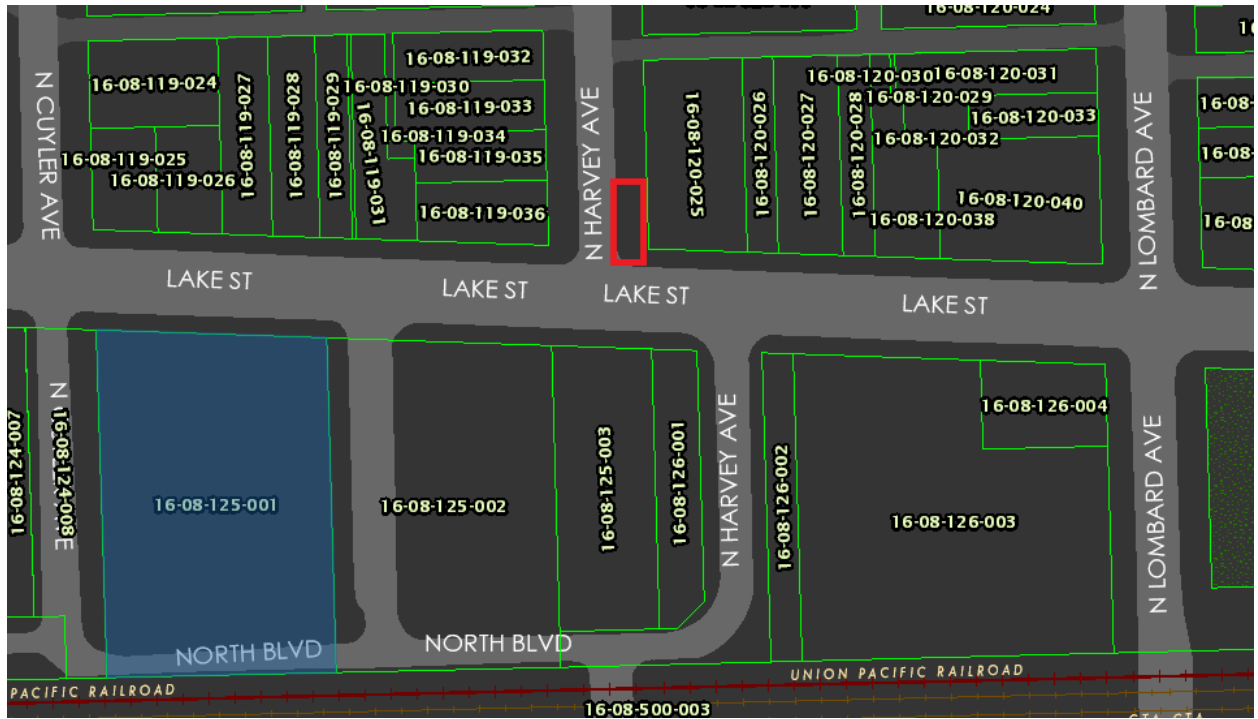 16-08-120-024
16-08-119-032
16-08-119-024
16-08-119-030
16-08-120-030
16-08-120-031
N CUYLER AVE
16-08-119-027
16-08-119-028
16-08-119-029
16-08-119-031
16-08-119-033
N HARVEY AVE
16-08-120-025
16-08-120-026
16-08-120-027
16-08-120-028
16-08-120-029
16-08-120-033
N LOMBARD AVE
16-08-119-034
16-08-120-032
16-08-119-025
16-08-119-035
16-08-119-026
16-08-119-036
16-08-120-040
16-08-120-038
LAKE ST
LAKE ST
LAKE ST
LAKE ST
16-08-124-007
16-08-124-008
16-08-125-001
16-08-125-002
16-08-125-003
16-08-126-001
N HARVEY AVE
16-08-126-002
16-08-126-004
16-08-126-003
N LOMBARD AVE
NORTH BLVD
NORTH BLVD
UNION PACIFIC RAILROAD
PACIFIC RAILROAD
16-08-500-003